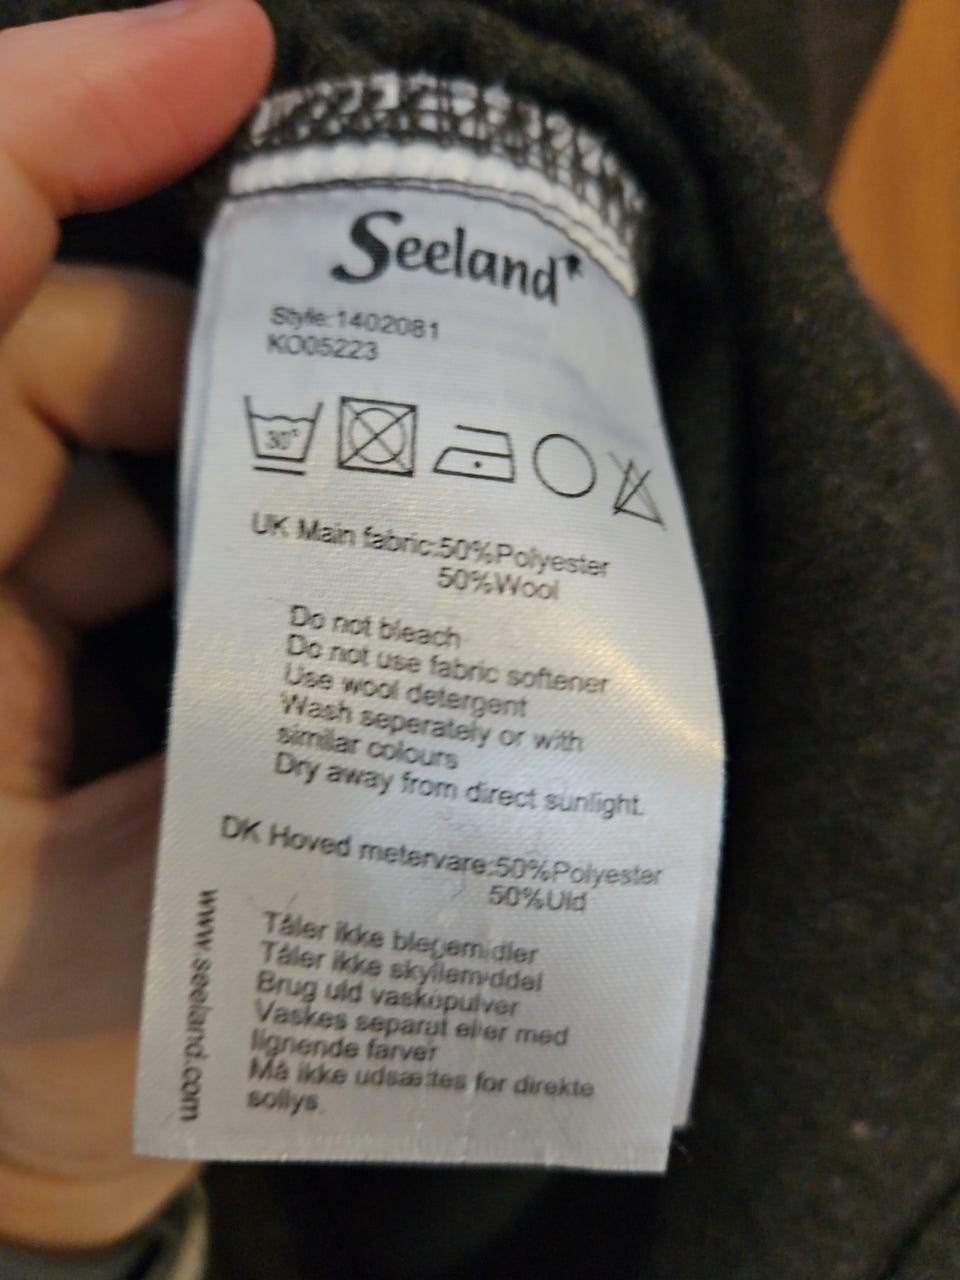 Seeland
Style:1402081
KO05223
30°
UK Main fabric:50%Polyester
50%Wool
Do not bleach
Do not use fabric softener
Use wool detergent
Wash seperately or with
similar colours
Dry away from direct sunlight.
DK Hoved metervare:50%Polyester
50%Uld
Tåler ikke blegemidler
Tåler ikke skyllemiddel
Brug uld vaskepulver
Vaskes separat eller med
lignende farver
Må ikke udsættes for direkte
sollys.
www.seeland.com